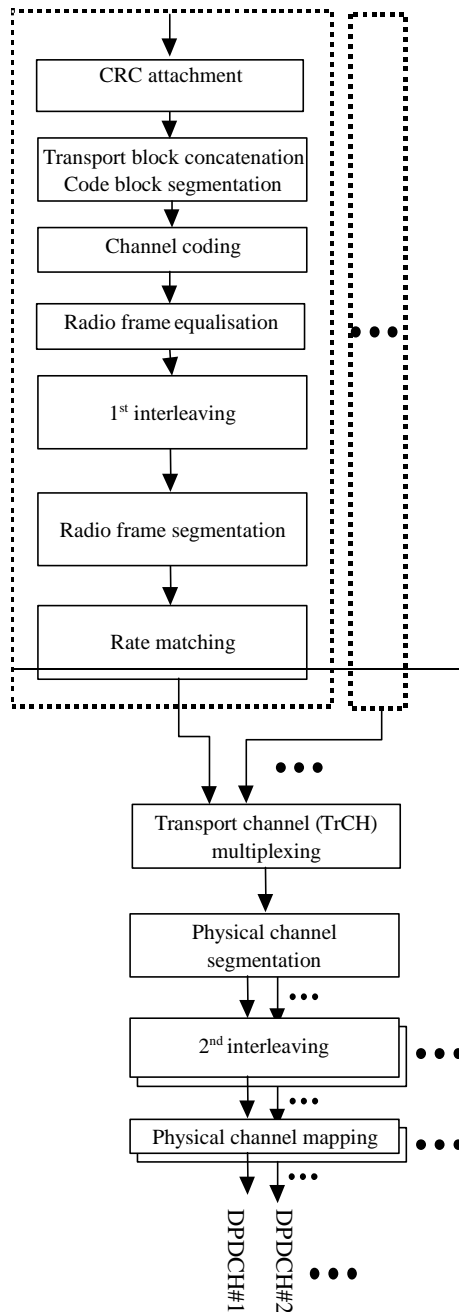 CRC attachment
Transport block concatenation
Code block segmentation
Channel coding
Radio frame equalisation
1st interleaving
Radio frame segmentation
Rate matching
Transport channel (TrCH)
multiplexing
Physical channel
segmentation
2nd interleaving
Physical channel mapping
DPDCH#1
DPDCH#2